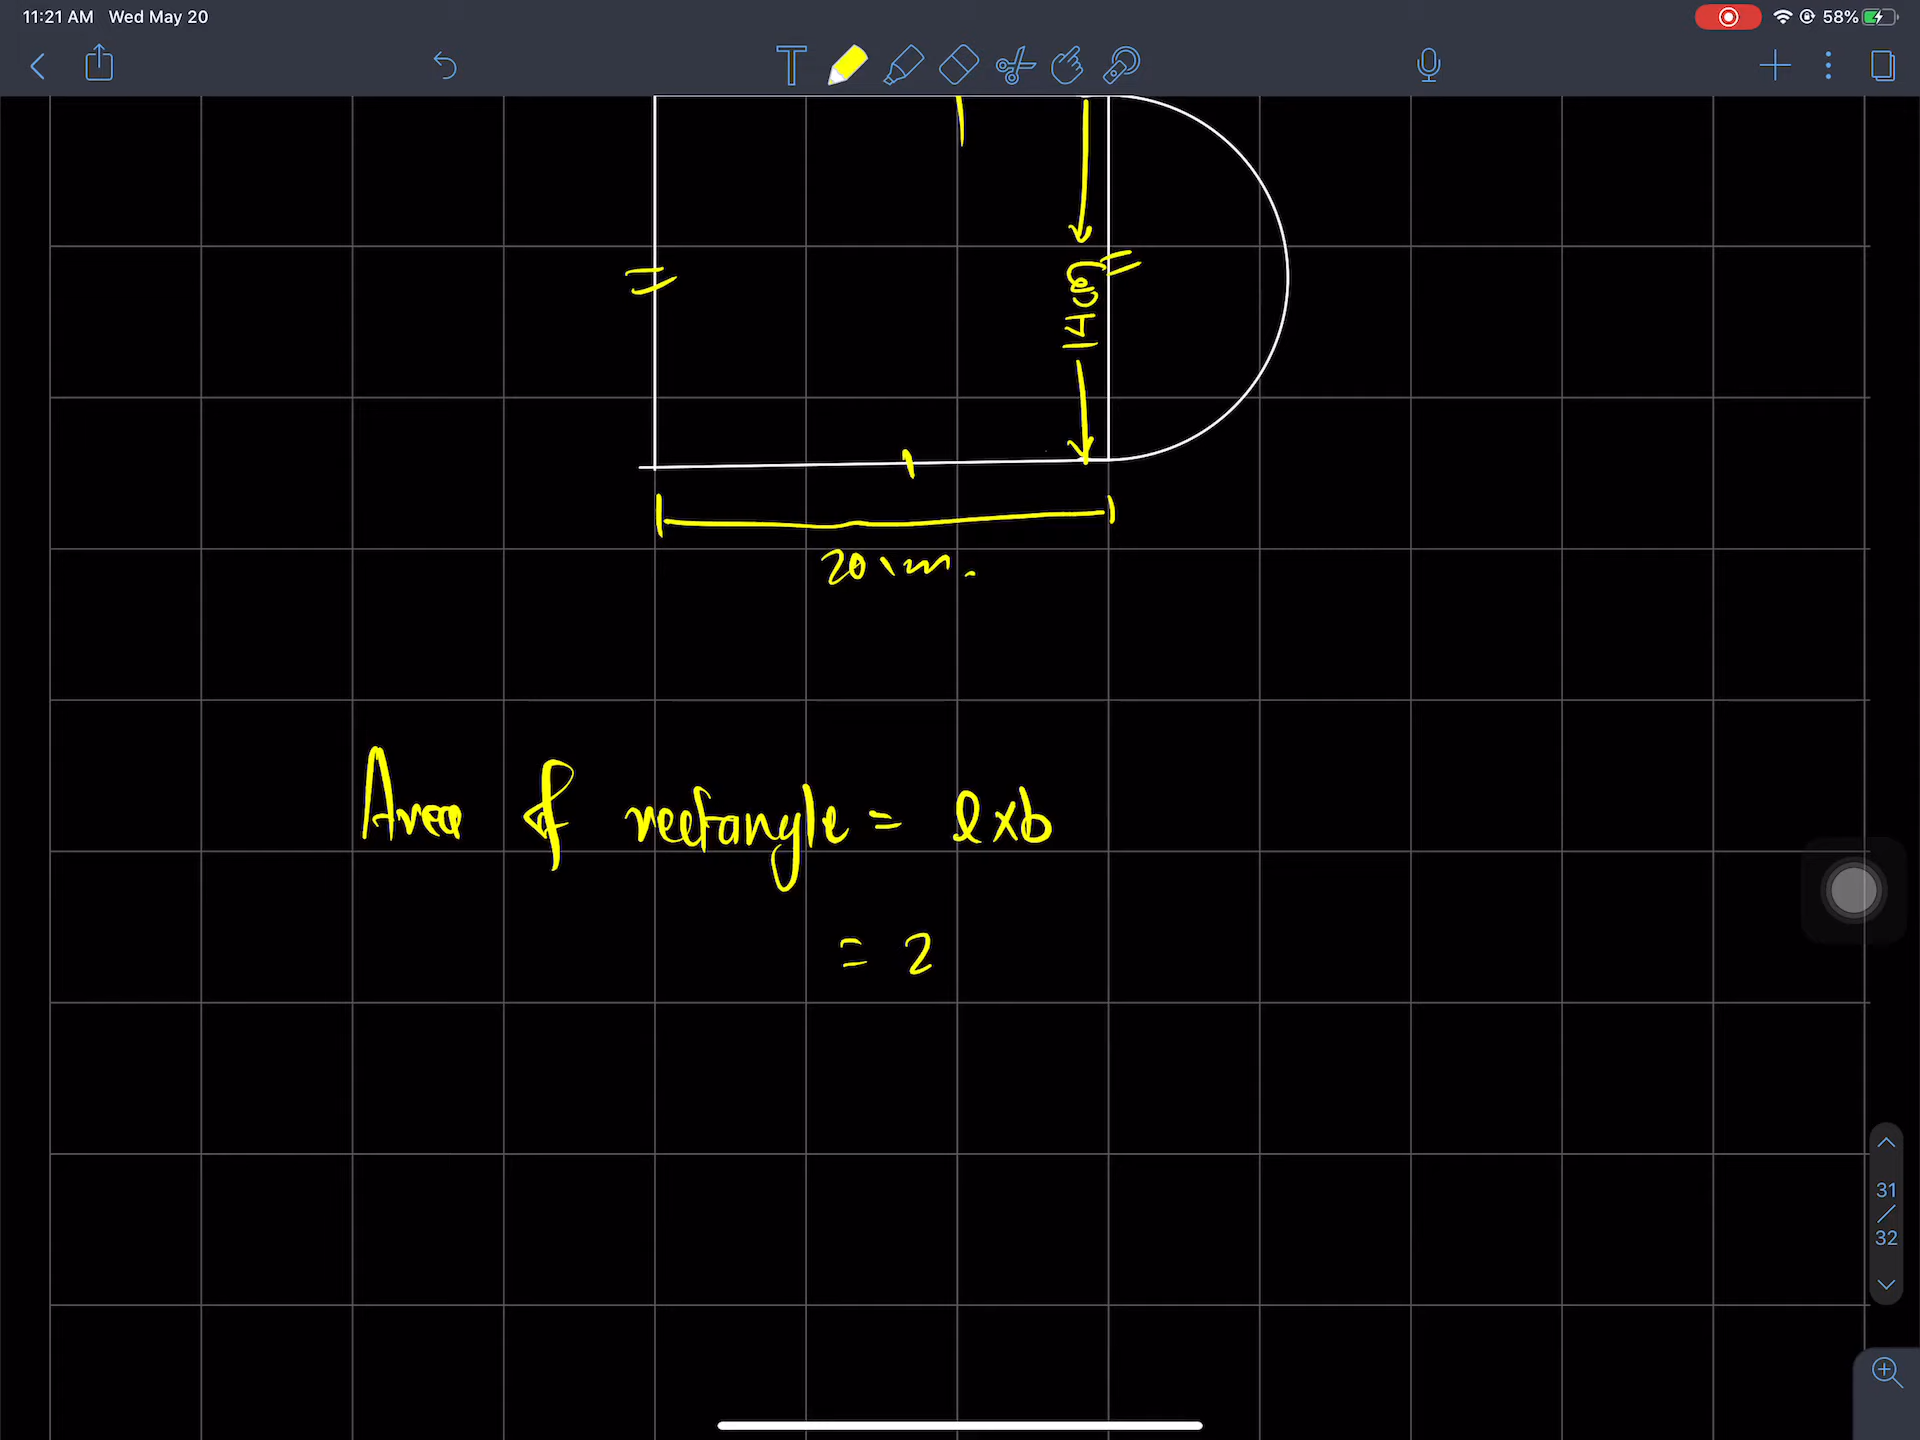 11:21 AM Wed May 20
58%
T
14cm
20cm.
Area of rectangle = l×b
= 2
31
/
32